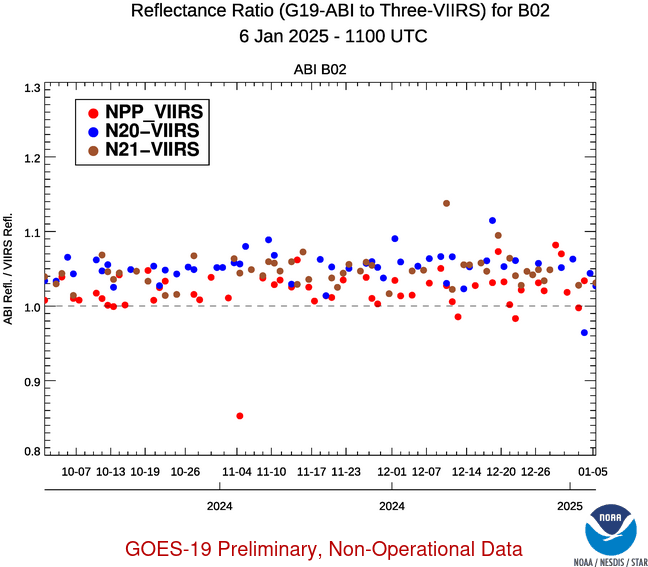 Reflectance Ratio (G19-ABI to Three-VIIRS) for B02
6 Jan 2025 - 1100 UTC
ABI B02
1.3
NPP_VIIRS
N20-VIIRS
N21-VIIRS
1.2
1.1
1.0
0.9
0.8
ABI Refl. / VIIRS Refl.
10-07 10-13 10-19 10-26 11-04 11-10 11-17 11-23 12-01 12-07 12-14 12-20 12-26 01-05
2024 2024 2025
NOAA
GOES-19 Preliminary, Non-Operational Data
NOAA / NESDIS / STAR